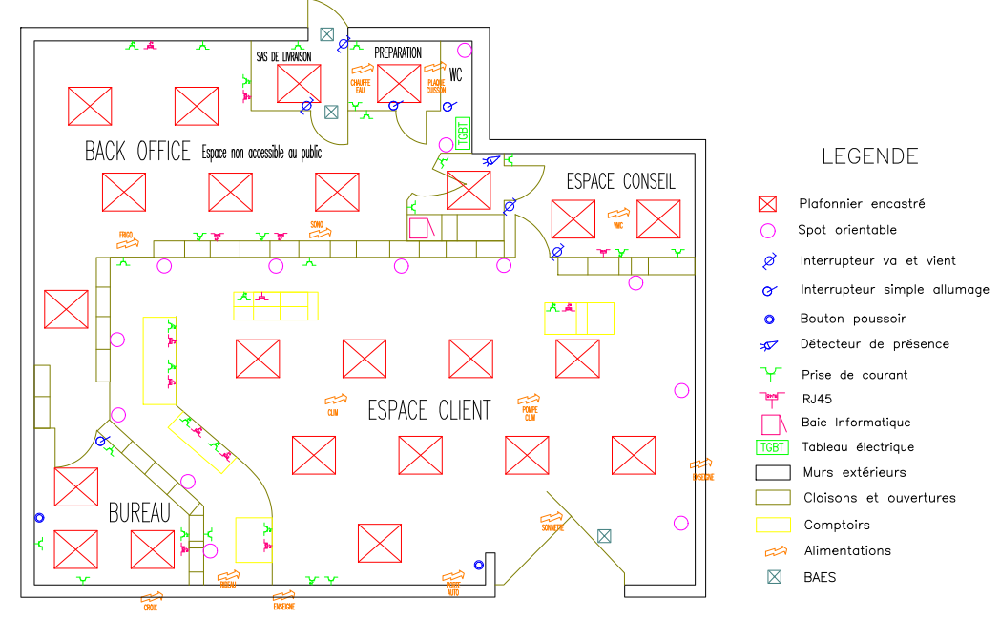 SAS DE LIVRAISON
PREPARATION
WC
CHAUFFE
EAU
PLAQUE
CUISSON
TGBT
BACK OFFICE Espace non accessible au public
ESPACE CONSEIL
VMC
FRIGO
SONO
CLIM
POMPE
CLIM
ESPACE CLIENT
ENSEIGNE
BUREAU
SONNETTE
RIDEAU
PORTE
AUTO
CROIX
ENSEIGNE
LEGENDE
Plafonnier encastré
Spot orientable
Interrupteur va et vient
Interrupteur simple allumage
Bouton poussoir
Détecteur de présence
Prise de courant
RJ45
Baie Informatique
TGBT Tableau électrique
Murs extérieurs
Cloisons et ouvertures
Comptoirs
Alimentations
BAES